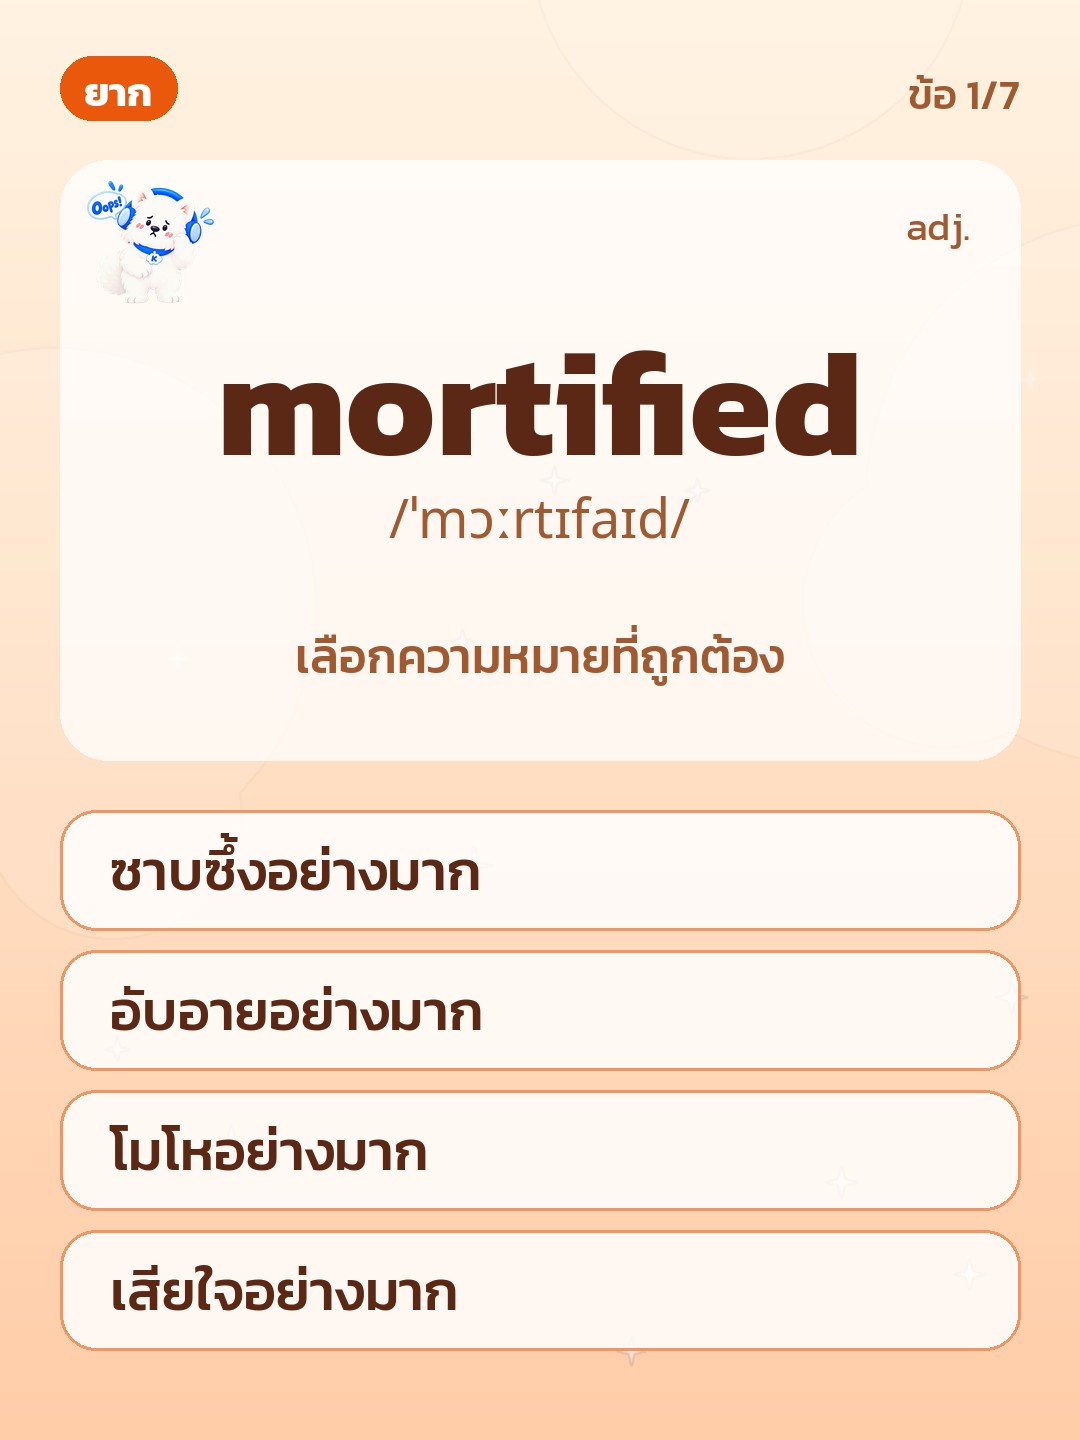 ยาก
ข้อ 1/7
Oops!
adj.
K
mortified
/ˈmɔːrtɪfaɪd/
เลือกความหมายที่ถูกต้อง
ซาบซึ้งอย่างมาก
อับอายอย่างมาก
โมโหอย่างมาก
เสียใจอย่างมาก